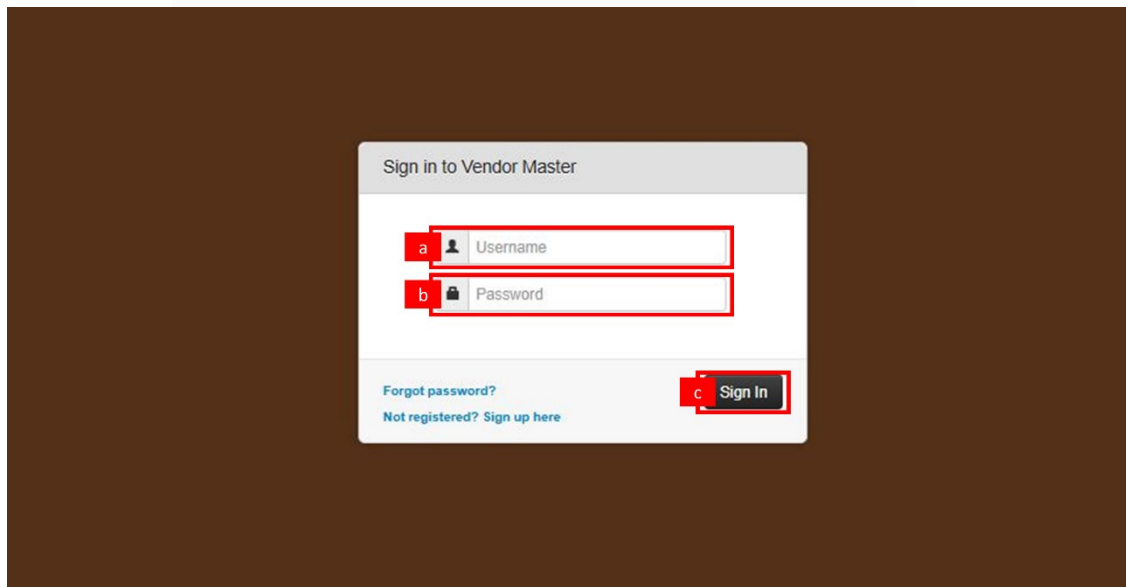 Sign in to Vendor Master
a Username
b Password
Forgot password?
c Sign In
Not registered? Sign up here